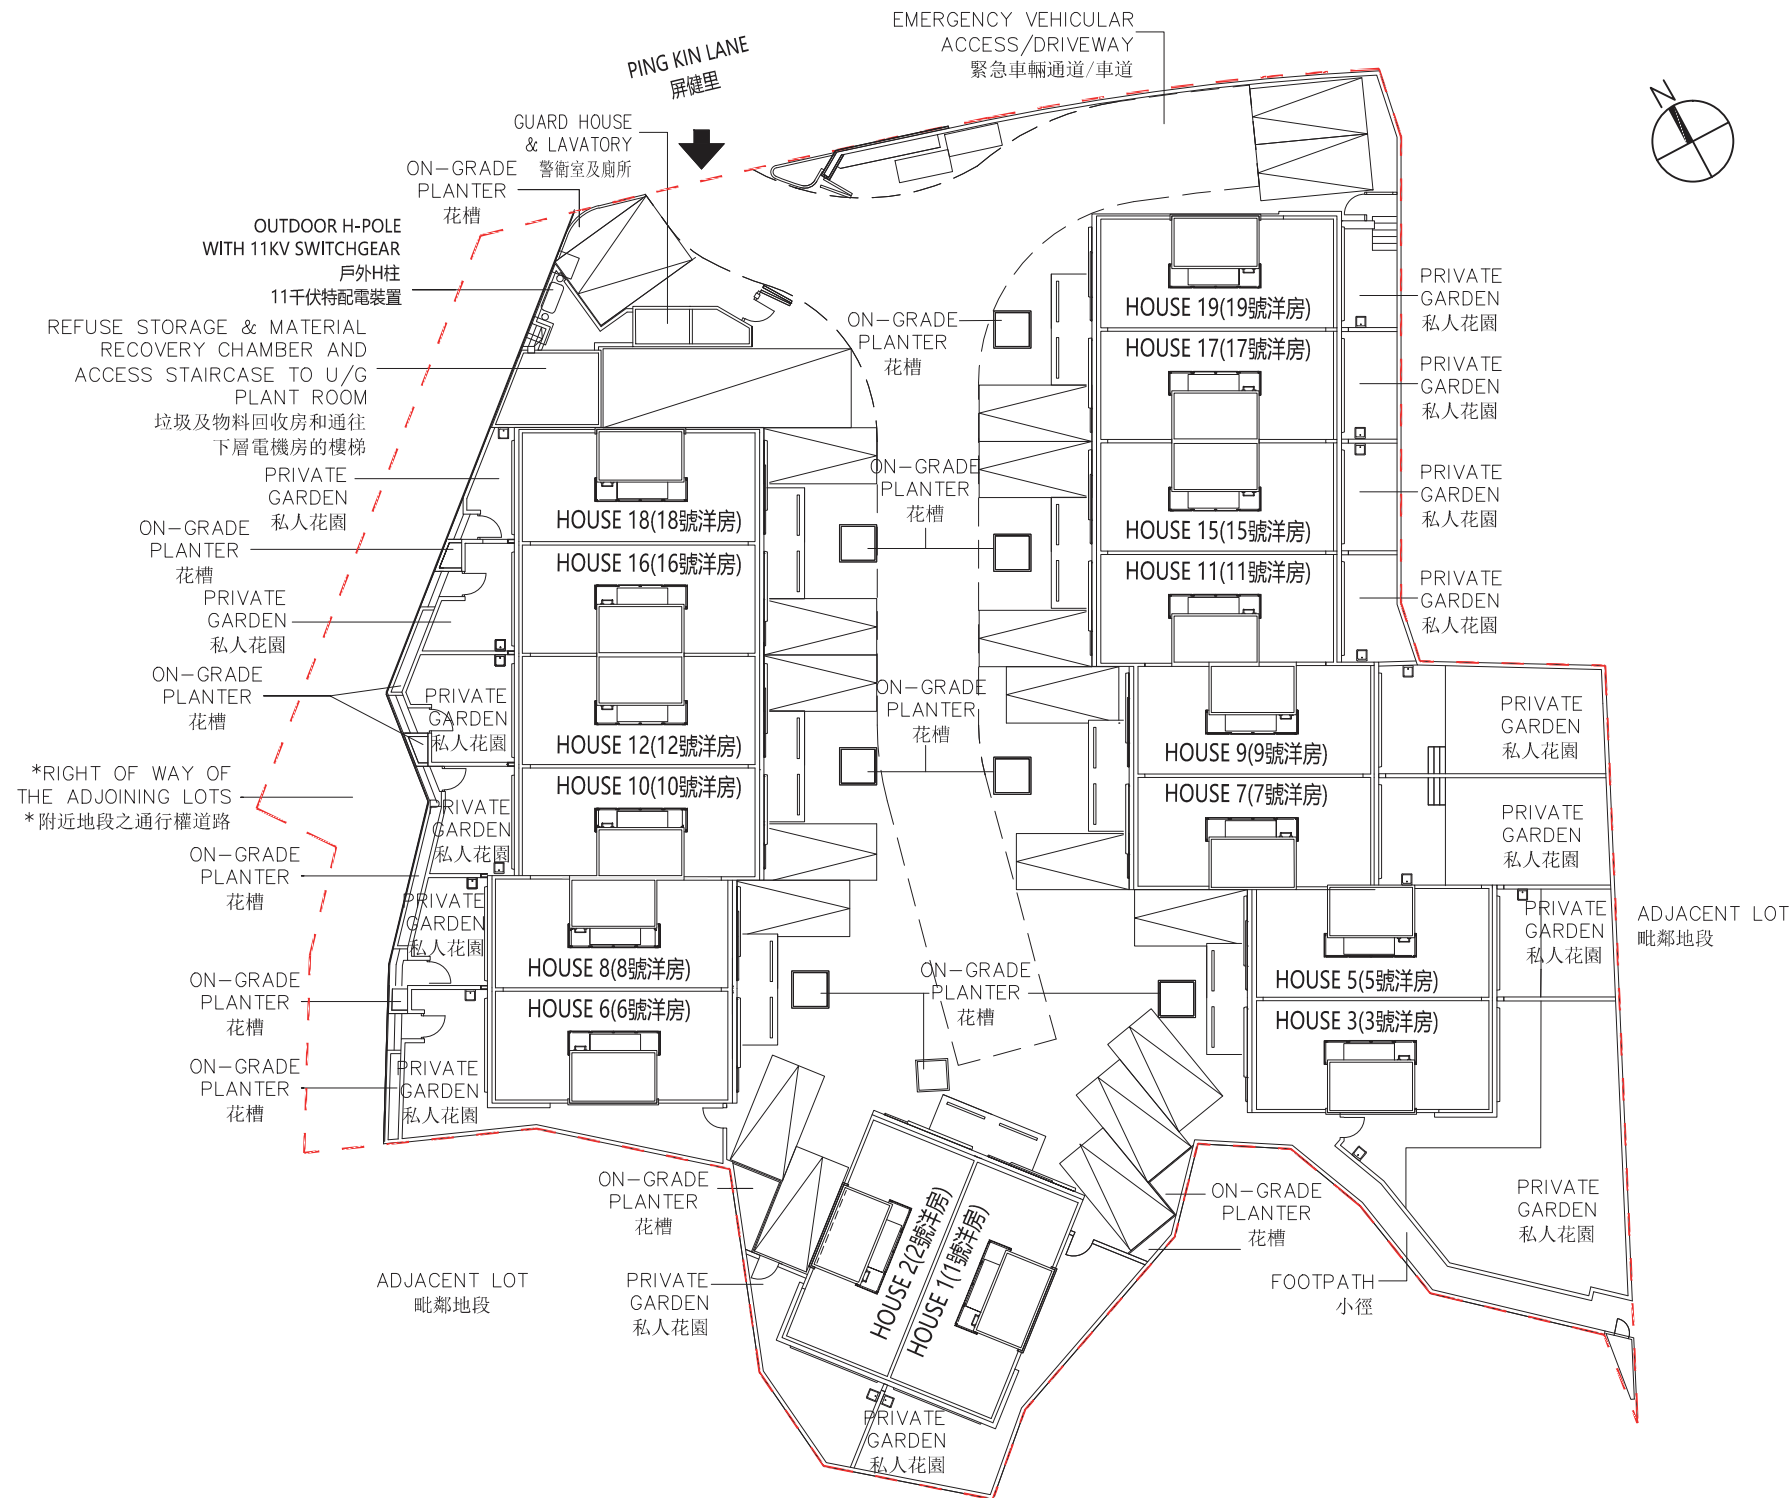 EMERGENCY VEHICULAR
ACCESS/DRIVEWAY
緊急車輛通道/車道
PING KIN LANE
屏健里
N
GUARD HOUSE
& LAVATORY
警衛室及廁所
ON-GRADE
PLANTER
花槽
OUTDOOR H-POLE
WITH 11KV SWITCHGEAR
戶外H柱
11千伏特配電裝置
REFUSE STORAGE & MATERIAL
RECOVERY CHAMBER AND
ACCESS STAIRCASE TO U/G
PLANT ROOM
垃圾及物料回收房和通往
下層電機房的樓梯
PRIVATE
GARDEN
私人花園
ON-GRADE
PLANTER
花槽
PRIVATE
GARDEN
私人花園
ON-GRADE
PLANTER
花槽
*RIGHT OF WAY OF
THE ADJOINING LOTS
*附近地段之通行權道路
ON-GRADE
PLANTER
花槽
ON-GRADE
PLANTER
花槽
ON-GRADE
PLANTER
花槽
PRIVATE
GARDEN
私人花園
PRIVATE
GARDEN
私人花園
PRIVATE
GARDEN
私人花園
PRIVATE
GARDEN
私人花園
HOUSE 18(18號洋房)
HOUSE 16(16號洋房)
HOUSE 12(12號洋房)
HOUSE 10(10號洋房)
HOUSE 8(8號洋房)
HOUSE 6(6號洋房)
ON-GRADE
PLANTER
花槽
ON-GRADE
PLANTER
花槽
ON-GRADE
PLANTER
花槽
ON-GRADE
PLANTER
花槽
HOUSE 19(19號洋房)
HOUSE 17(17號洋房)
HOUSE 15(15號洋房)
HOUSE 11(11號洋房)
HOUSE 9(9號洋房)
HOUSE 7(7號洋房)
HOUSE 5(5號洋房)
HOUSE 3(3號洋房)
PRIVATE
GARDEN
私人花園
PRIVATE
GARDEN
私人花園
PRIVATE
GARDEN
私人花園
PRIVATE
GARDEN
私人花園
PRIVATE
GARDEN
私人花園
PRIVATE
GARDEN
私人花園
PRIVATE
GARDEN
私人花園
ADJACENT LOT
毗鄰地段
PRIVATE
GARDEN
私人花園
ON-GRADE
PLANTER
花槽
HOUSE 2(2號洋房)
HOUSE 1(1號洋房)
ON-GRADE
PLANTER
花槽
FOOTPATH
小徑
ADJACENT LOT
毗鄰地段
PRIVATE
GARDEN
私人花園
PRIVATE
GARDEN
私人花園